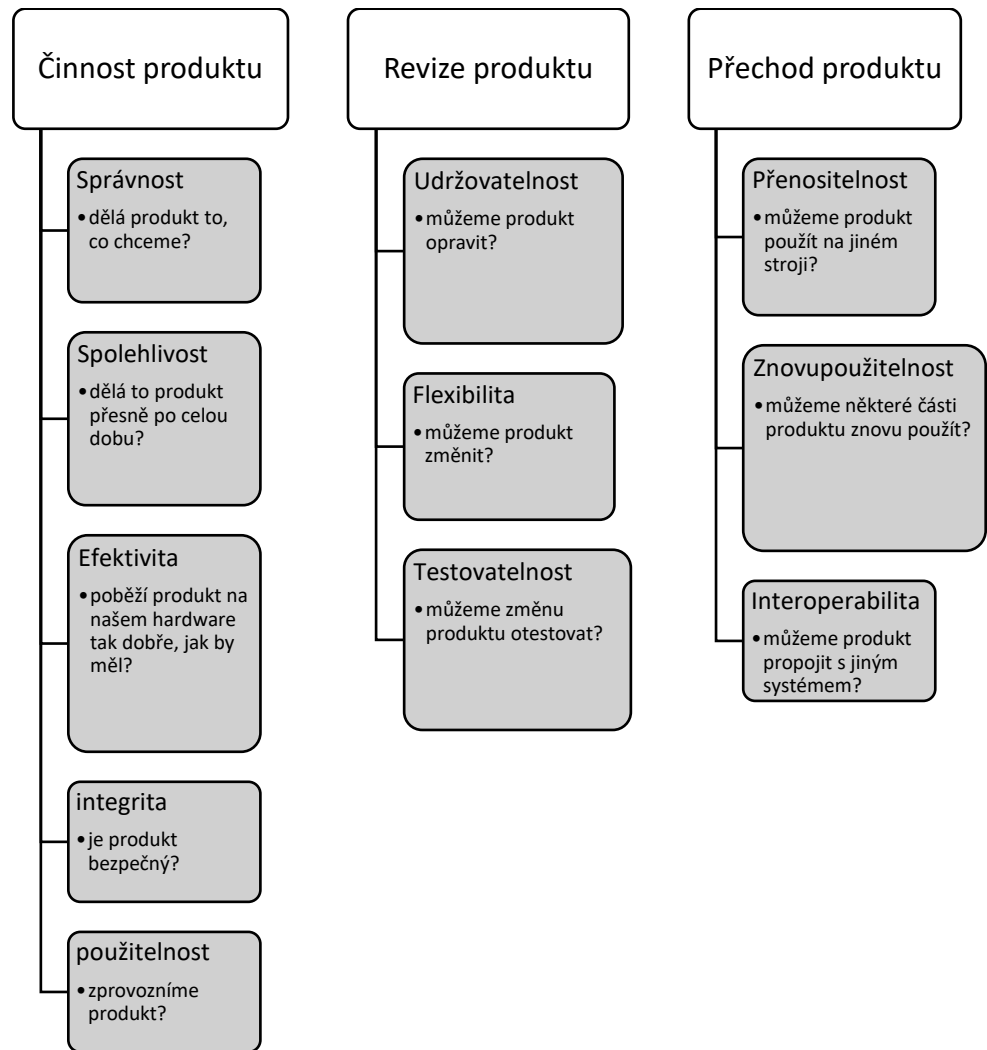 Činnost produktu
Správnost
•dělá produkt to,
co chceme?
Spolehlivost
•dělá to produkt
přesně po celou
dobu?
Efektivita
•poběží produkt na
našem hardware
tak dobře, jak by
měl?
integrita
•je produkt
bezpečný?
použitelnost
•zprovozníme
produkt?
Revize produktu
Udržovatelnost
•můžeme produkt
opravit?
Flexibilita
•můžeme produkt
změnit?
Testovatelnost
•můžeme změnu
produktu otestovat?
Přechod produktu
Přenositelnost
•můžeme produkt
použít na jiném
stroji?
Znovupoužitelnost
•můžeme některé části
produktu znovu použít?
Interoperabilita
•můžeme produkt
propojit s jiným
systémem?